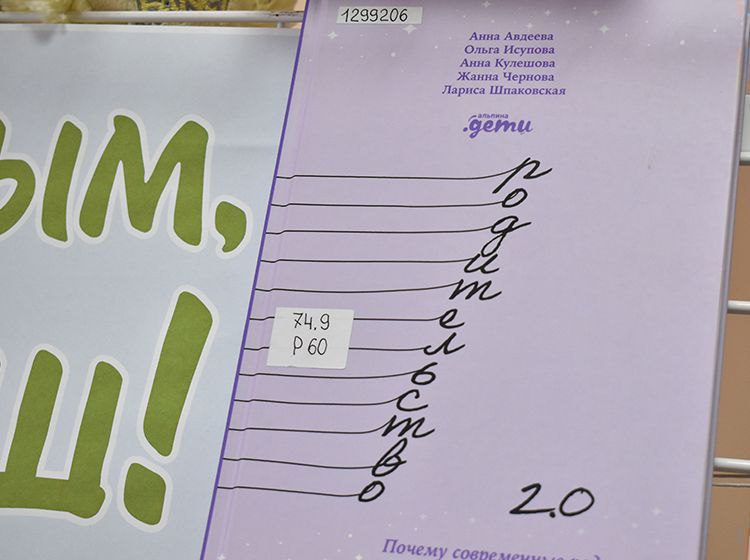 1299206
Анна Авдеева
Ольга Исупова
Анна Кулешова
Жанна Чернова
Лариса Шпаковская
альпина
.дети
родительство
2.0
74.9
Р 60
Почему современные
ЫМ,
Щ!